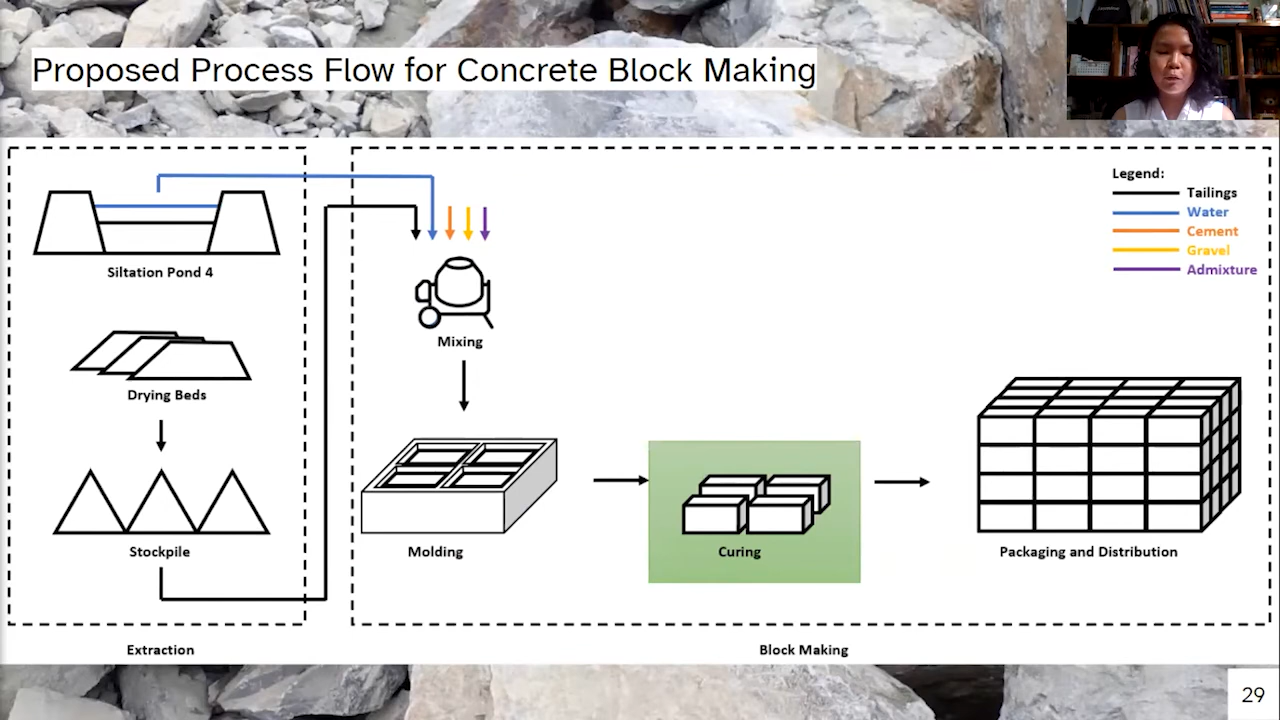 Proposed Process Flow for Concrete Block Making
Siltation Pond 4
Drying Beds
Stockpile
Extraction
Mixing
Molding
Curing
Packaging and Distribution
Block Making
Legend:
Tailings
Water
Cement
Gravel
Admixture
29